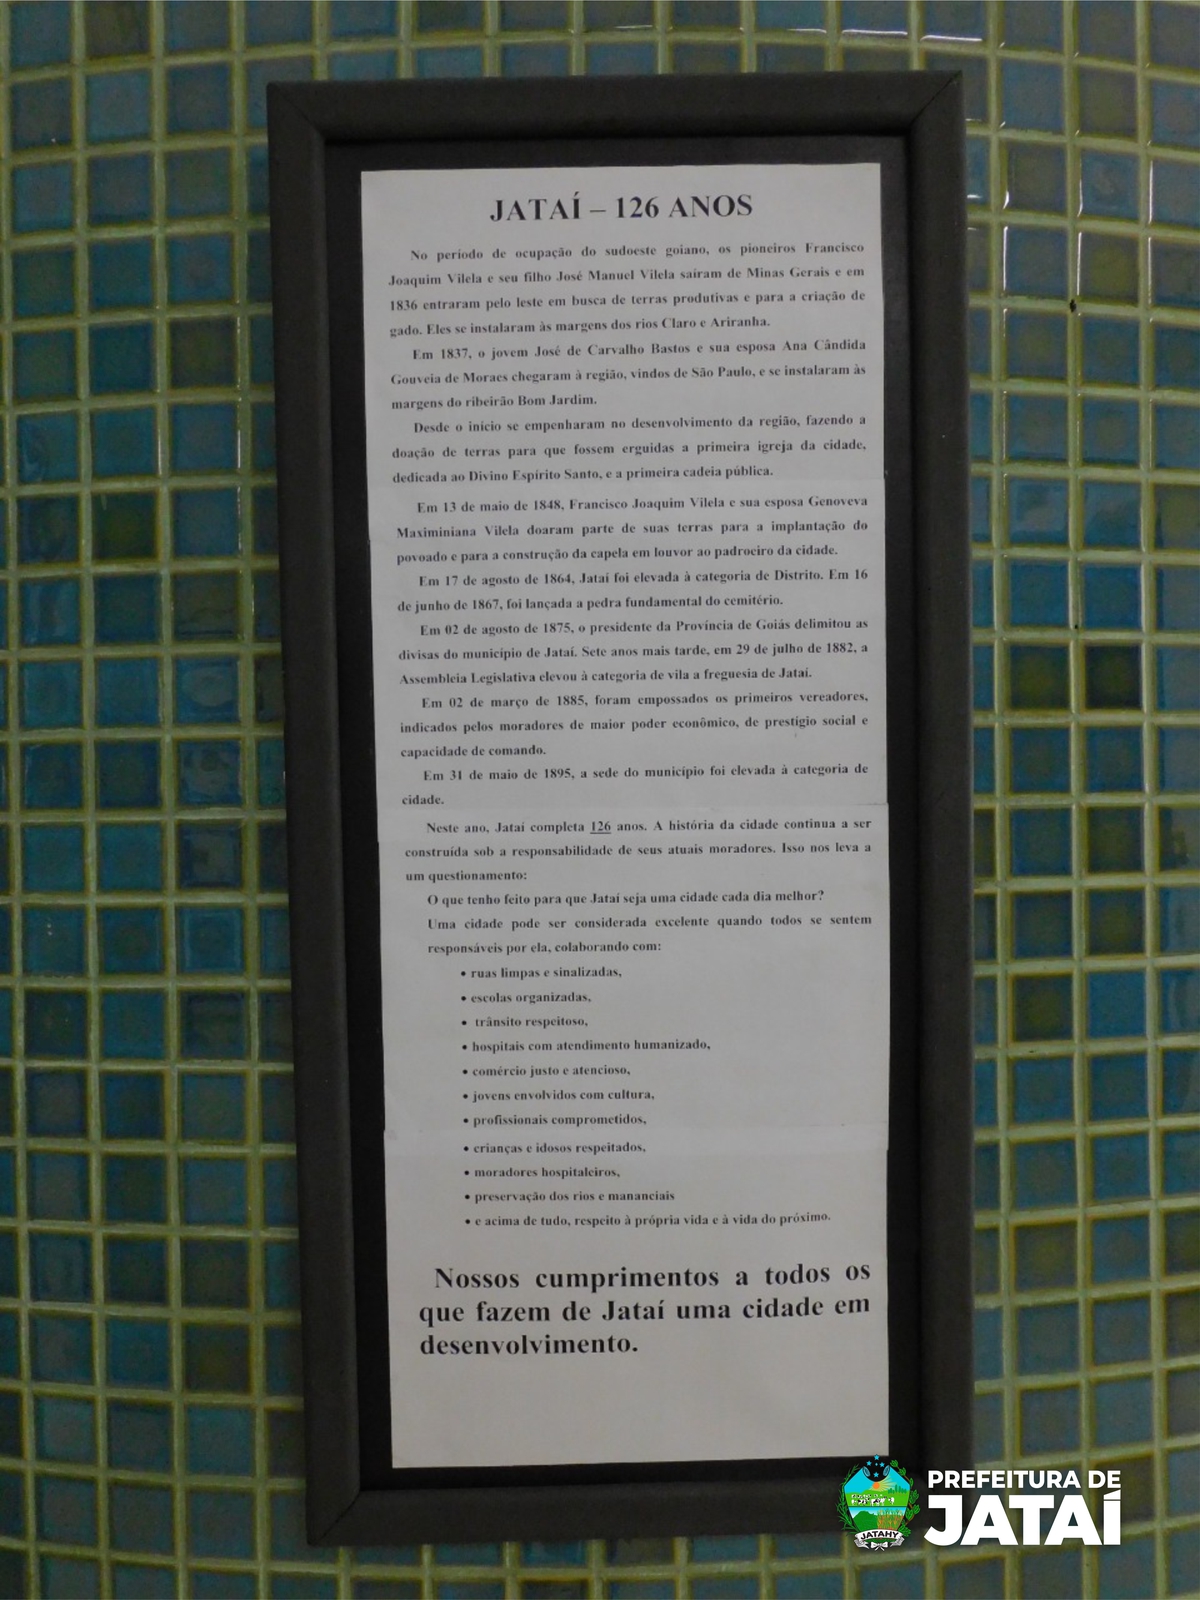 JATAÍ – 126 ANOS
No período de ocupação do sudoeste goiano, os pioneiros Francisco
Joaquim Vilela e seu filho José Manuel Vilela saíram de Minas Gerais e em
1836 entraram pelo leste em busca de terras produtivas e para a criação de
gado. Eles se instalaram às margens dos rios Claro e Ariranha.
Em 1837, o jovem José de Carvalho Bastos e sua esposa Ana Cândida
Gouveia de Moraes chegaram à região, vindos de São Paulo, e se instalaram às
margens do ribeirão Bom Jardim.
Desde o início se empenharam no desenvolvimento da região, fazendo a
doação de terras para que fossem erguidas a primeira igreja da cidade,
dedicada ao Divino Espírito Santo, e a primeira cadeia pública.
Em 13 de maio de 1848, Francisco Joaquim Vilela e sua esposa Genoveva
Maximiniana Vilela doaram parte de suas terras para a implantação do
povoado e para a construção da capela em louvor ao padroeiro da cidade.
Em 17 de agosto de 1864, Jataí foi elevada à categoria de Distrito. Em 16
de junho de 1867, foi lançada a pedra fundamental do cemitério.
Em 02 de agosto de 1875, o presidente da Província de Goiás delimitou as
divisas do município de Jataí. Sete anos mais tarde, em 29 de julho de 1882, a
Assembleia Legislativa elevou à categoria de vila a freguesia de Jataí.
Em 02 de março de 1885, foram empossados os primeiros vereadores,
indicados pelos moradores de maior poder econômico, de prestígio social e
capacidade de comando.
Em 31 de maio de 1895, a sede do município foi elevada à categoria de
cidade.
Neste ano, Jataí completa 126 anos. A história da cidade continua a ser
construída sob a responsabilidade de seus atuais moradores. Isso nos leva a
um questionamento:
O que tenho feito para que Jataí seja uma cidade cada dia melhor?
Uma cidade pode ser considerada excelente quando todos se sentem
responsáveis por ela, colaborando com:
• ruas limpas e sinalizadas,
• escolas organizadas,
• trânsito respeitoso,
• hospitais com atendimento humanizado,
• comércio justo e atencioso,
• jovens envolvidos com cultura,
• profissionais comprometidos,
• crianças e idosos respeitados,
• moradores hospitaleiros,
• preservação dos rios e mananciais
• e acima de tudo, respeito à própria vida e à vida do próximo.
Nossos cumprimentos a todos os
que fazem de Jataí uma cidade em
desenvolvimento.
JATAHY
PREFEITURA DE
JATAÍ